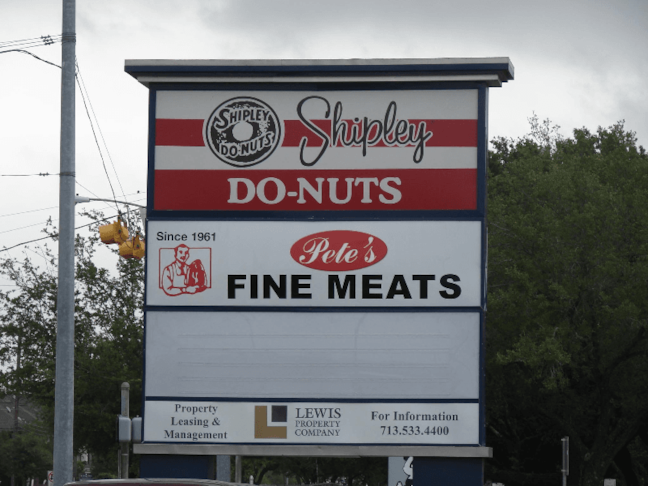 SHIPLEY
DO-NUTS
Shipley
DO-NUTS
Since 1961
Pete's
FINE MEATS
Property
Leasing &
Management
LEWIS
PROPERTY
COMPANY
For Information
713.533.4400